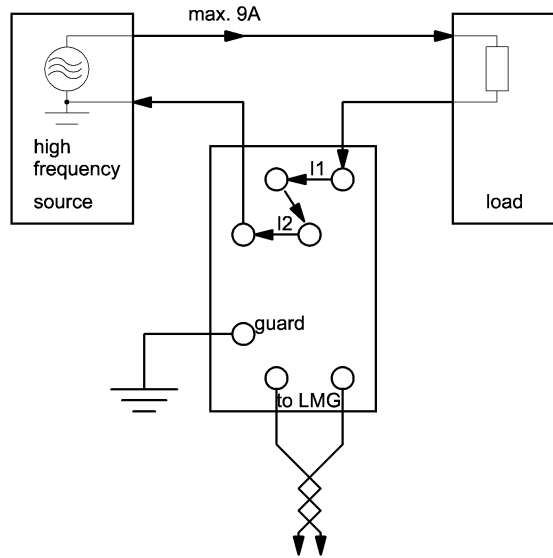 max. 9A
high
frequency
source
load
I1
I2
guard
to LMG